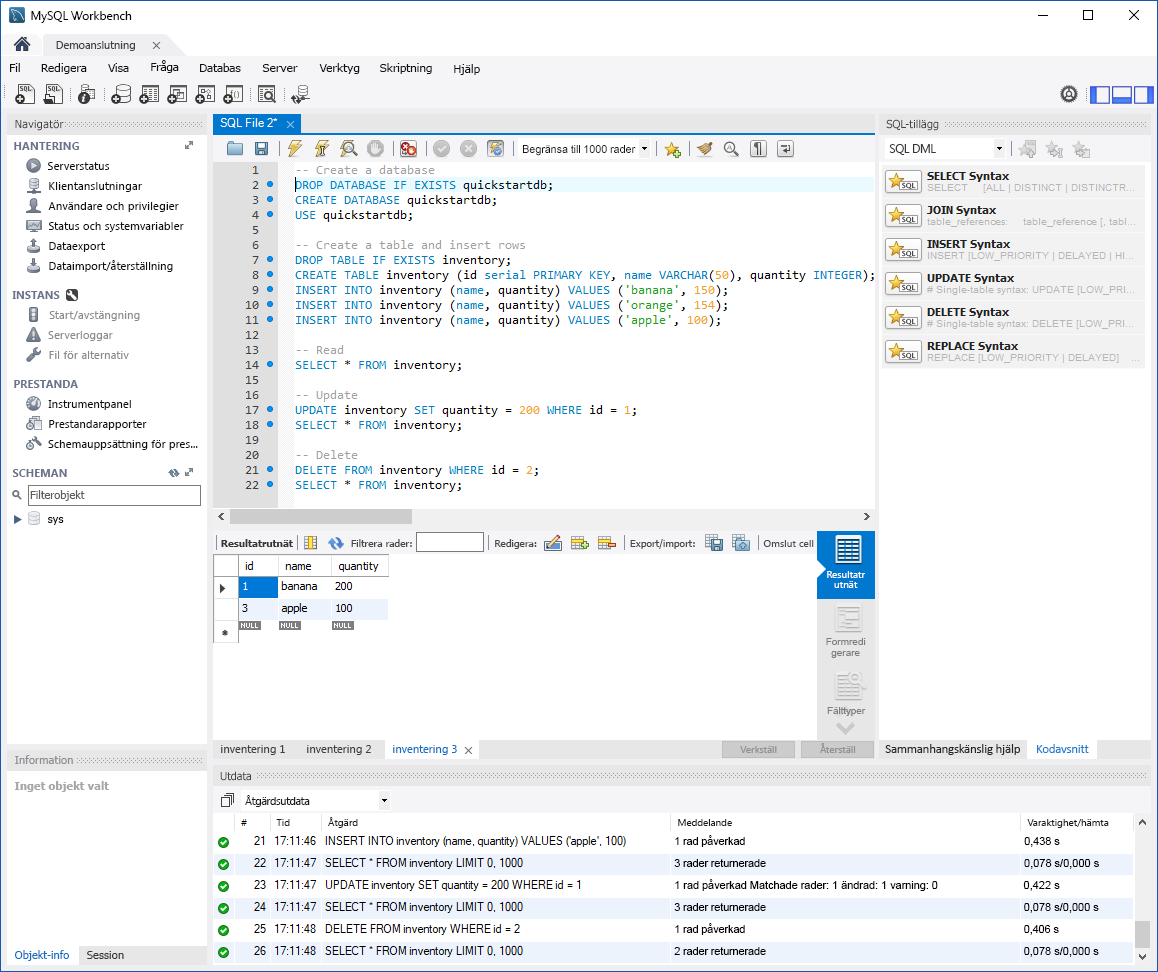 MySQL Workbench
Demoanslutning
Fil Redigera Visa Fråga Databas Server Verktyg Skriptning Hjälp
Navigatör
HANTERING
Serverstatus
Klientanslutningar
Användare och privilegier
Status och systemvariabler
Dataexport
Dataimport/återställning
INSTANS
Start/avstängning
Serverloggar
Fil för alternativ
PRESTANDA
Instrumentpanel
Prestandarapporter
Schemauppsättning för pres...
SCHEMAN
Filterobjekt
sys
Information
Inget objekt valt
Objekt-info Session
SQL File 2*
Begränsa till 1000 rader
1 -- Create a database
2 DROP DATABASE IF EXISTS quickstartdb;
3 CREATE DATABASE quickstartdb;
4 USE quickstartdb;
5
6 -- Create a table and insert rows
7 DROP TABLE IF EXISTS inventory;
8 CREATE TABLE inventory (id serial PRIMARY KEY, name VARCHAR(50), quantity INTEGER);
9 INSERT INTO inventory (name, quantity) VALUES ('banana', 150);
10 INSERT INTO inventory (name, quantity) VALUES ('orange', 154);
11 INSERT INTO inventory (name, quantity) VALUES ('apple', 100);
12
13 -- Read
14 SELECT * FROM inventory;
15
16 -- Update
17 UPDATE inventory SET quantity = 200 WHERE id = 1;
18 SELECT * FROM inventory;
19
20 -- Delete
21 DELETE FROM inventory WHERE id = 2;
22 SELECT * FROM inventory;
Resultatrutnät Filtrera rader: Redigera: Export/import: Omslut cell
id name quantity
1 banana 200
3 apple 100
NULL NULL NULL
Resultatr
utnät
Formredi
gerare
Fälttyper
inventering 1 inventering 2 inventering 3 Verkställ Återställ
SQL-tillägg
SQL DML
SELECT Syntax
SELECT [ALL | DISTINCT | DISTINCTR...
JOIN Syntax
table_references: table_reference [, tabl...
INSERT Syntax
INSERT [LOW_PRIORITY | DELAYED | HI...
UPDATE Syntax
# Single-table syntax: UPDATE [LOW_PRI...
DELETE Syntax
# Single-table syntax: DELETE [LOW_PRI...
REPLACE Syntax
REPLACE [LOW_PRIORITY | DELAYED] ...
Sammanhangskänslig hjälp Kodavsnitt
Utdata
Åtgärdsutdata
# Tid Åtgärd Meddelande Varaktighet/hämta
21 17:11:46 INSERT INTO inventory (name, quantity) VALUES ('apple', 100) 1 rad påverkad 0,438 s
22 17:11:47 SELECT * FROM inventory LIMIT 0, 1000 3 rader returnerade 0,078 s/0,000 s
23 17:11:47 UPDATE inventory SET quantity = 200 WHERE id = 1 1 rad påverkad Matchade rader: 1 ändrad: 1 varning: 0 0,422 s
24 17:11:47 SELECT * FROM inventory LIMIT 0, 1000 3 rader returnerade 0,078 s/0,000 s
25 17:11:48 DELETE FROM inventory WHERE id = 2 1 rad påverkad 0,406 s
26 17:11:48 SELECT * FROM inventory LIMIT 0, 1000 2 rader returnerade 0,078 s/0,000 s